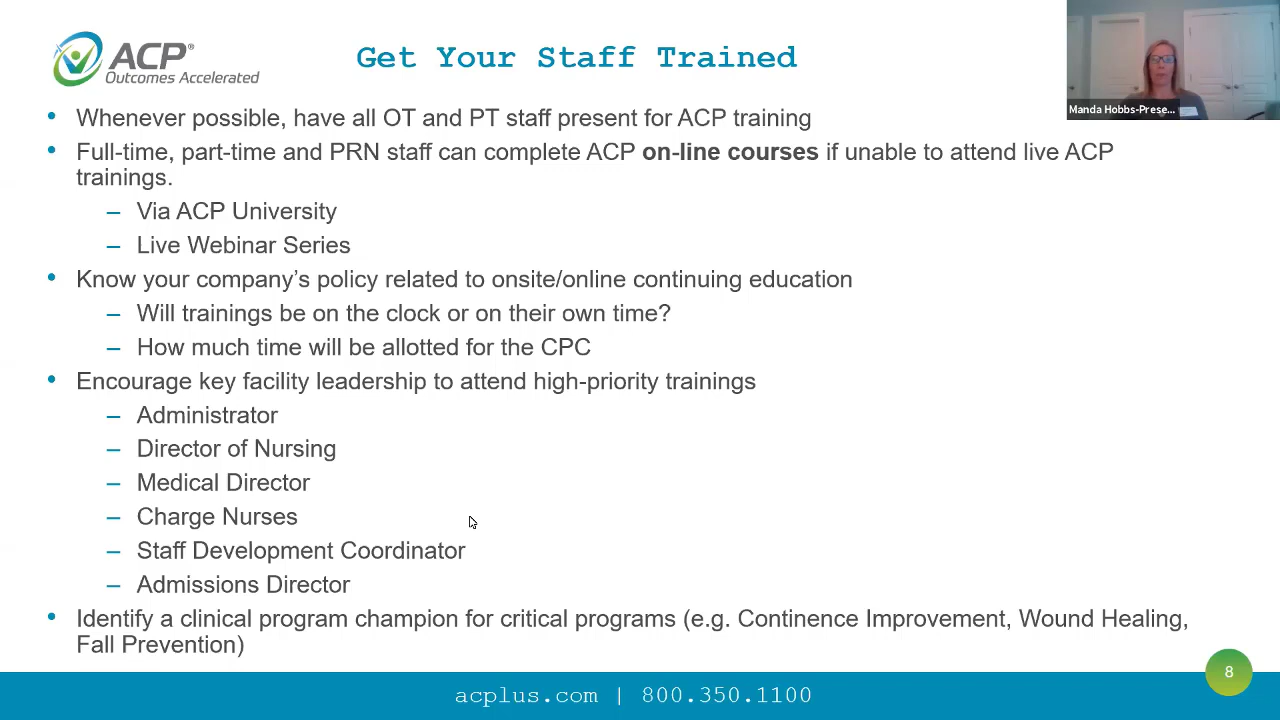 ACP®
Outcomes Accelerated
Get Your Staff Trained
Manda Hobbs-Prese...
• Whenever possible, have all OT and PT staff present for ACP training
• Full-time, part-time and PRN staff can complete ACP on-line courses if unable to attend live ACP
trainings.
– Via ACP University
– Live Webinar Series
• Know your company's policy related to onsite/online continuing education
– Will trainings be on the clock or on their own time?
– How much time will be allotted for the CPC
• Encourage key facility leadership to attend high-priority trainings
– Administrator
– Director of Nursing
– Medical Director
– Charge Nurses
– Staff Development Coordinator
– Admissions Director
• Identify a clinical program champion for critical programs (e.g. Continence Improvement, Wound Healing,
Fall Prevention)
8
acplus.com | 800.350.1100